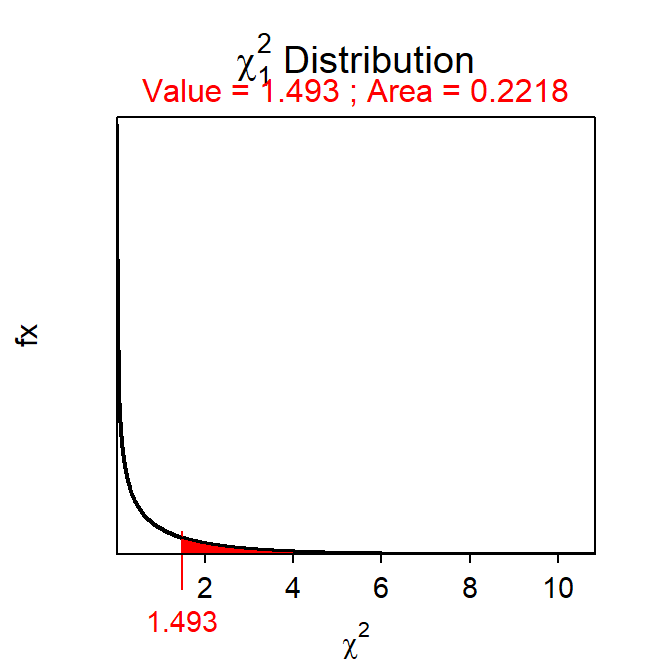 χ²₁ Distribution
Value = 1.493 ; Area = 0.2218
fx
2 4 6 8 10
1.493
χ²